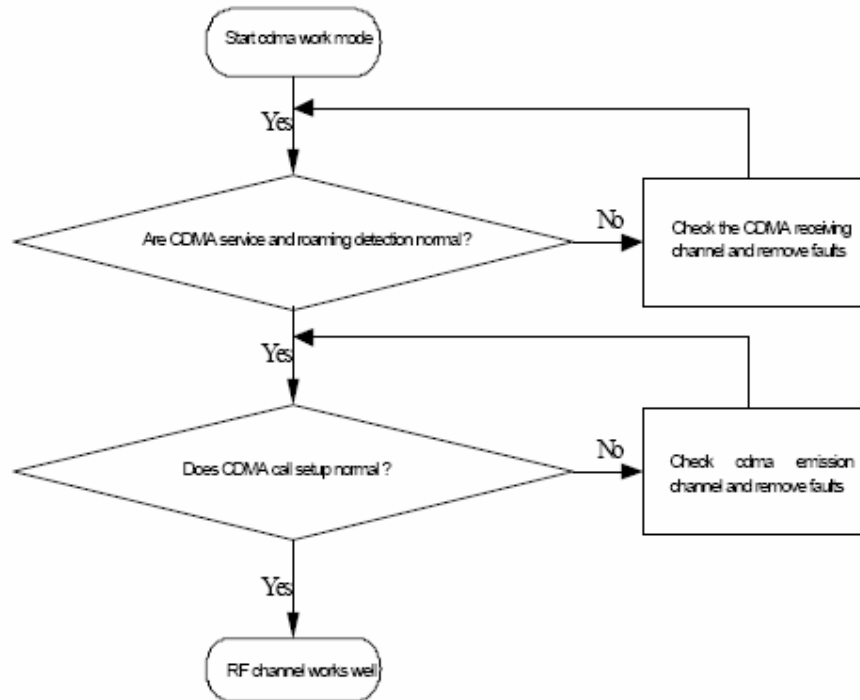 Start cdma work mode
Yes
Are CDMA service and roaming detection normal?
No
Check the CDMA receiving
channel and remove faults
Yes
Does CDMA call setup normal ?
No
Check cdma emission
channel and remove faults
Yes
RF channel works well